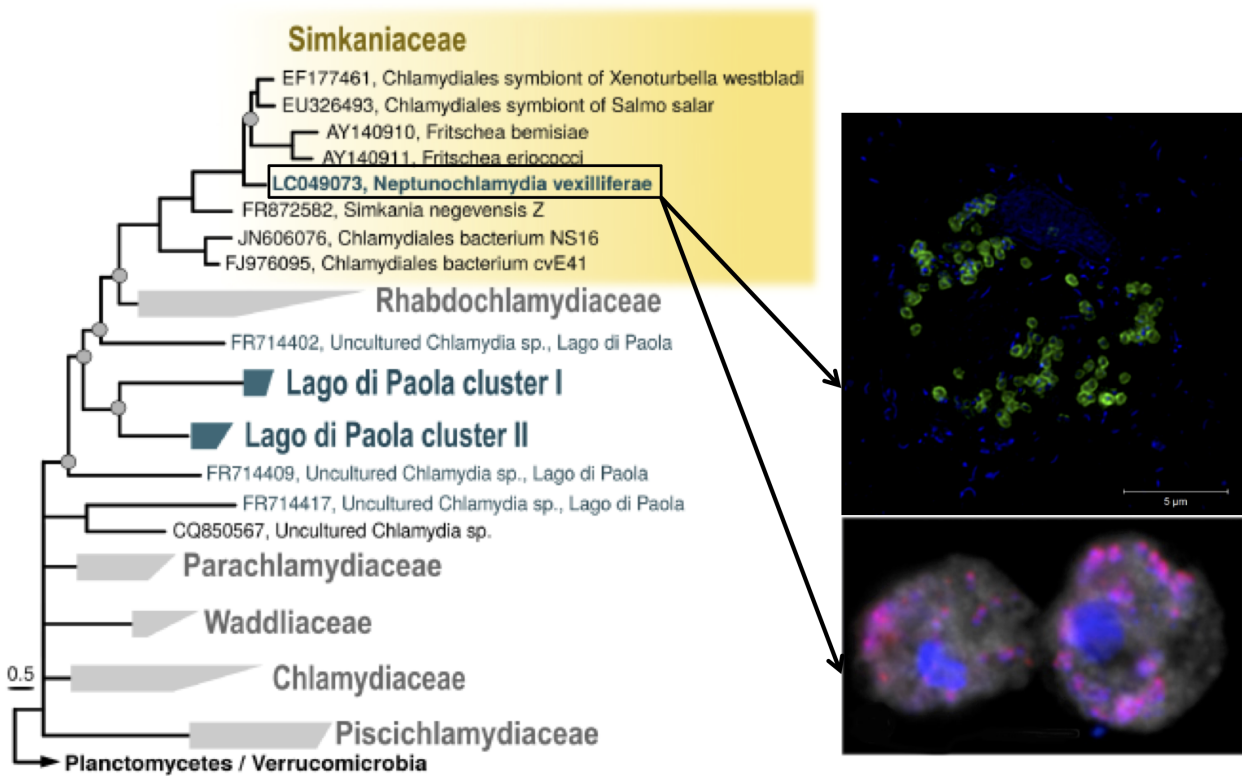 Simkaniaceae
EF177461, Chlamydiales symbiont of Xenoturbella westbladi
EU326493, Chlamydiales symbiont of Salmo salar
AY140910, Fritschea bemisiae
AY140911, Fritschea eriococci
LC049073, Neptunochlamydia vexilliferae
FR872582, Simkania negevensis Z
JN606076, Chlamydiales bacterium NS16
FJ976095, Chlamydiales bacterium cvE41
Rhabdochlamydiaceae
FR714402, Uncultured Chlamydia sp., Lago di Paola
Lago di Paola cluster I
Lago di Paola cluster II
FR714409, Uncultured Chlamydia sp., Lago di Paola
FR714417, Uncultured Chlamydia sp., Lago di Paola
CQ850567, Uncultured Chlamydia sp.
Parachlamydiaceae
Waddliaceae
Chlamydiaceae
Piscichlamydiaceae
Planctomycetes / Verrucomicrobia
0.5
5 µm